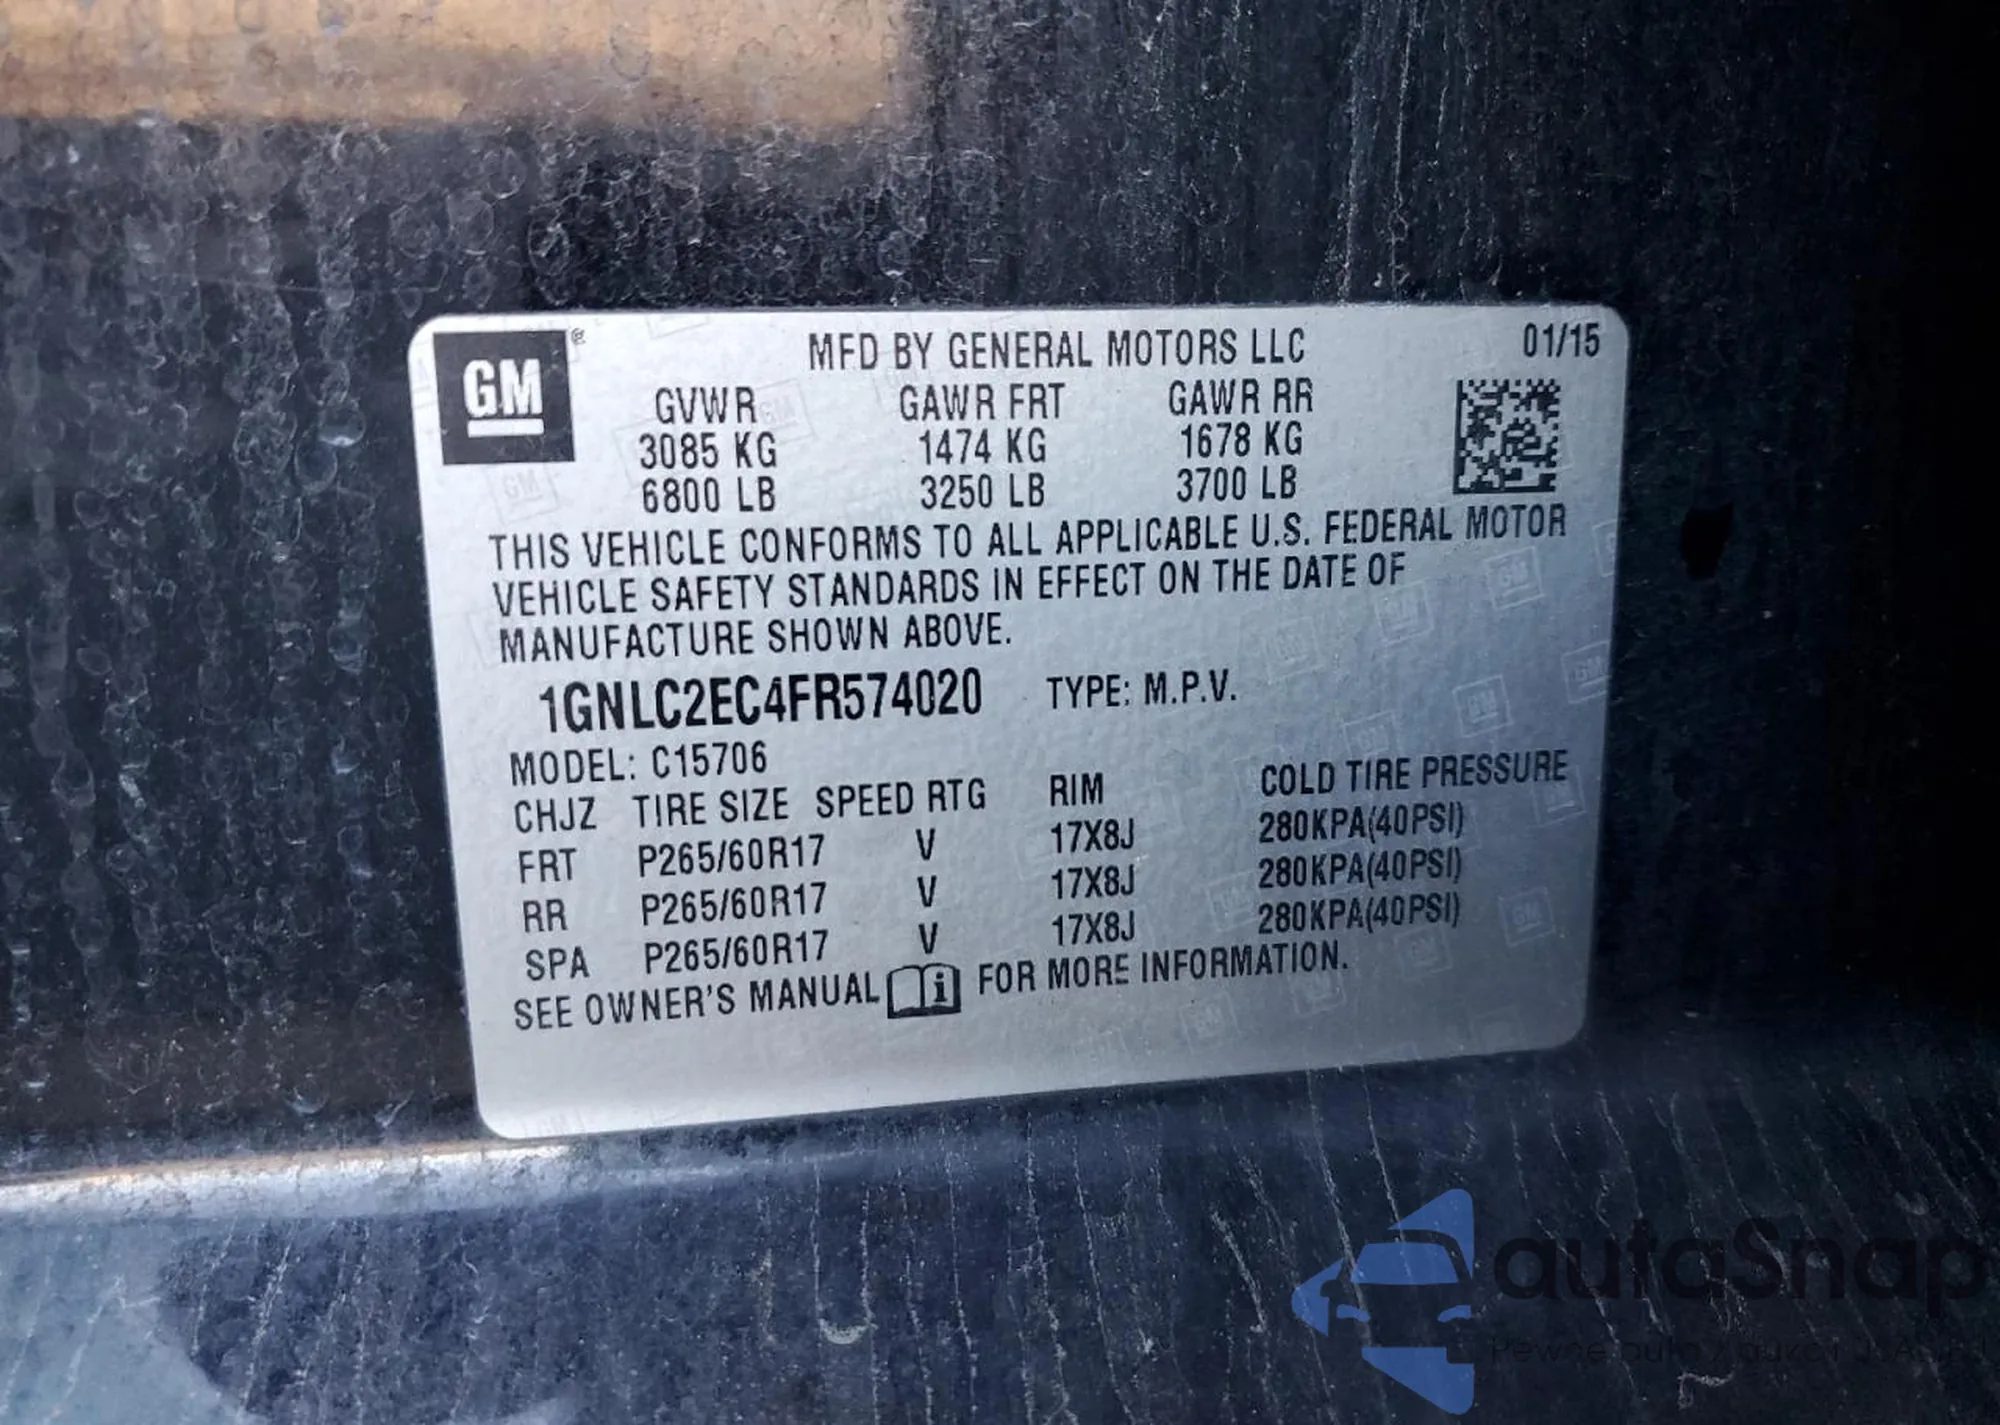 GM
MFD BY GENERAL MOTORS LLC 01/15
GVWR GAWR FRT GAWR RR
3085 KG 1474 KG 1678 KG
6800 LB 3250 LB 3700 LB
THIS VEHICLE CONFORMS TO ALL APPLICABLE U.S. FEDERAL MOTOR
VEHICLE SAFETY STANDARDS IN EFFECT ON THE DATE OF
MANUFACTURE SHOWN ABOVE.
1GNLC2EC4FR574020 TYPE: M.P.V.
MODEL: C15706
CHJZ TIRE SIZE SPEED RTG RIM COLD TIRE PRESSURE
FRT P265/60R17 V 17X8J 280KPA(40PSI)
RR P265/60R17 V 17X8J 280KPA(40PSI)
SPA P265/60R17 V 17X8J 280KPA(40PSI)
SEE OWNER'S MANUAL i FOR MORE INFORMATION.
autaSnap
Pewne auto z aukcji